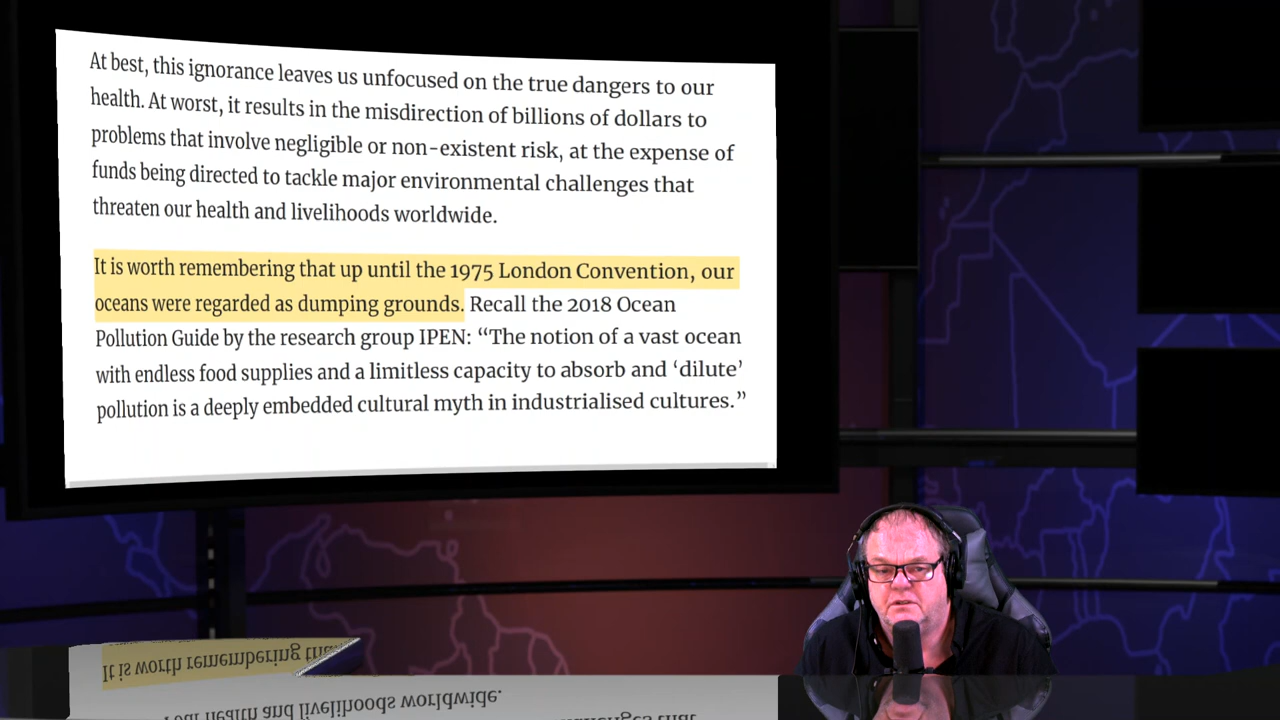 At best, this ignorance leaves us unfocused on the true dangers to our
health. At worst, it results in the misdirection of billions of dollars to
problems that involve negligible or non-existent risk, at the expense of
funds being directed to tackle major environmental challenges that
threaten our health and livelihoods worldwide.
It is worth remembering that up until the 1975 London Convention, our
oceans were regarded as dumping grounds. Recall the 2018 Ocean
Pollution Guide by the research group IPEN: “The notion of a vast ocean
with endless food supplies and a limitless capacity to absorb and ‘dilute’
pollution is a deeply embedded cultural myth in industrialised cultures.”